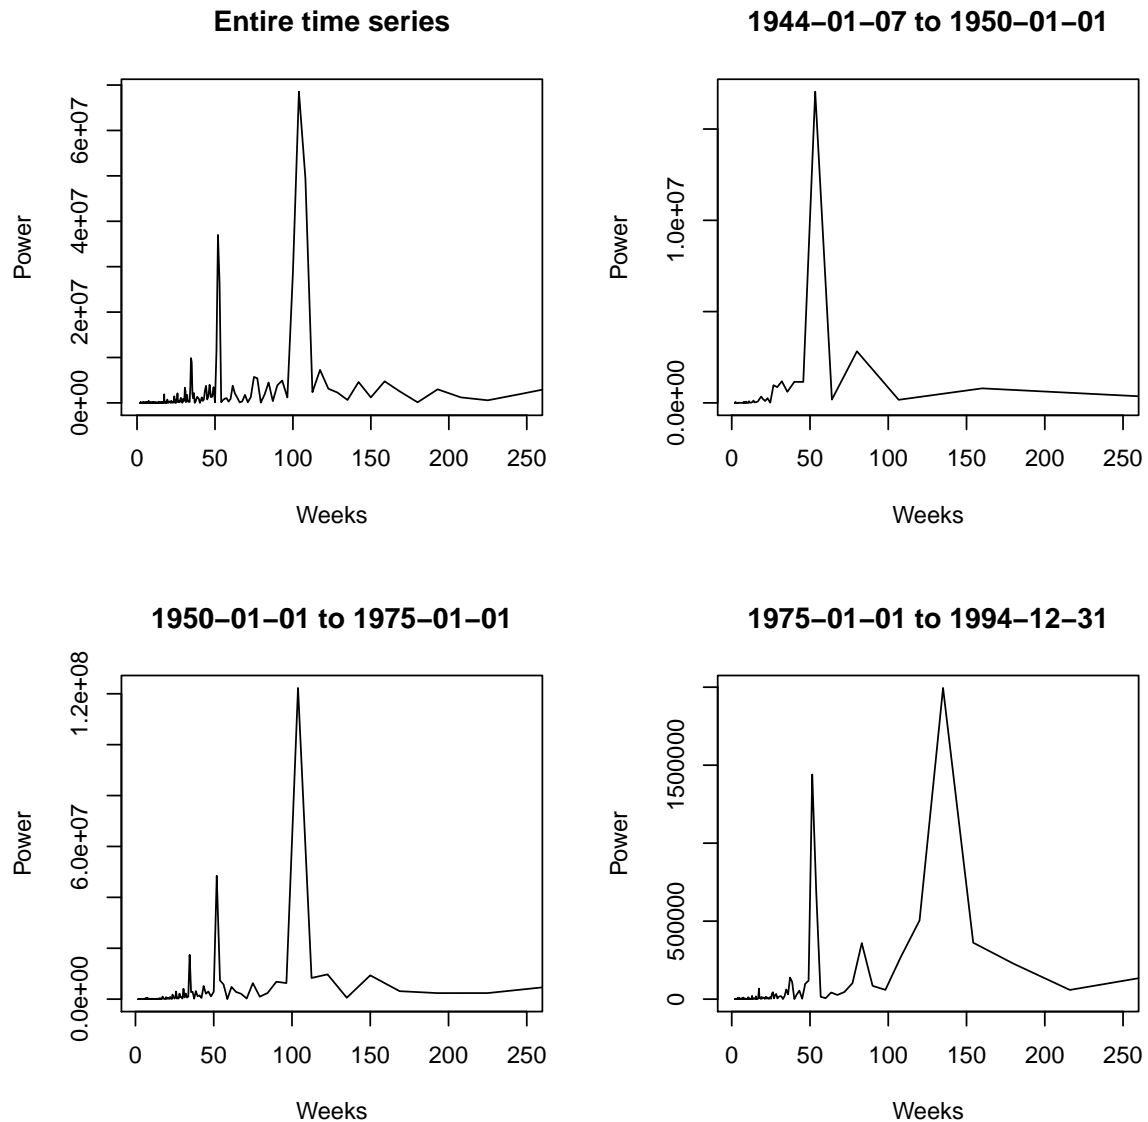 Entire time series
Power
0e+00 2e+07 4e+07 6e+07
0 50 100 150 200 250
Weeks
1944−01−07 to 1950−01−01
Power
0.0e+00 1.0e+07
0 50 100 150 200 250
Weeks
1950−01−01 to 1975−01−01
Power
0.0e+00 6.0e+07 1.2e+08
0 50 100 150 200 250
Weeks
1975−01−01 to 1994−12−31
Power
0 500000 1500000
0 50 100 150 200 250
Weeks